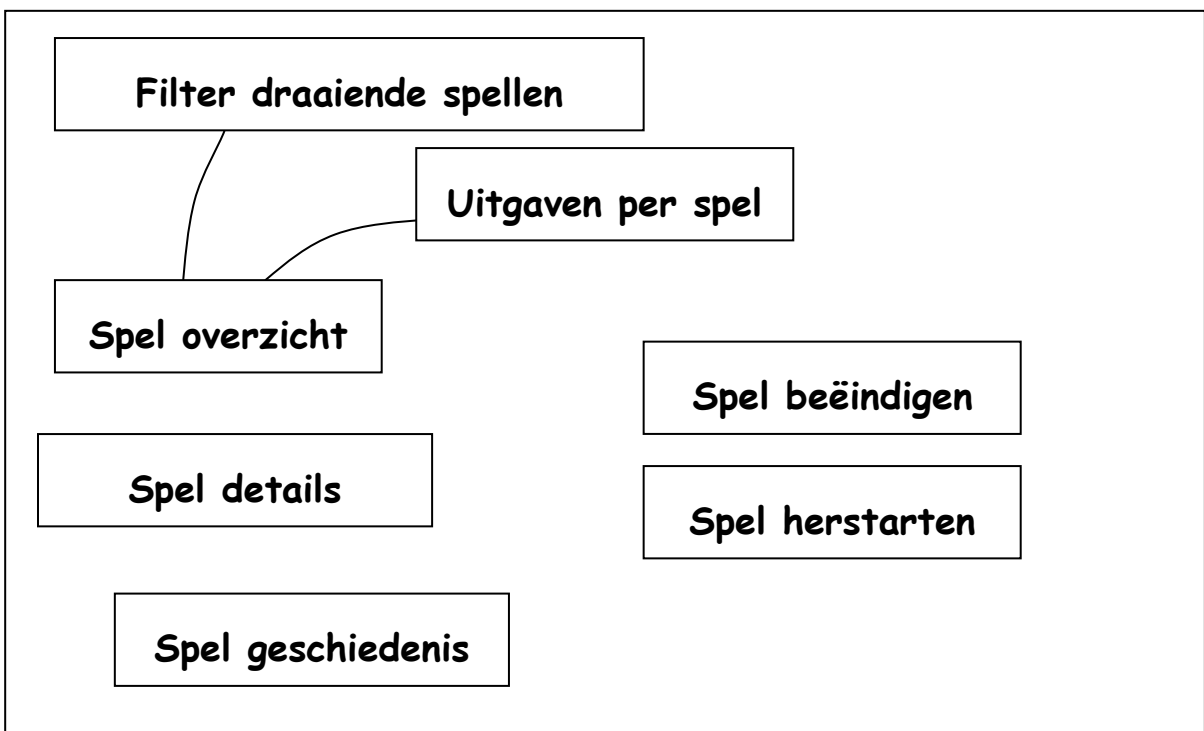 Filter draaiende spellen
Uitgaven per spel
Spel overzicht
Spel beëindigen
Spel details
Spel herstarten
Spel geschiedenis